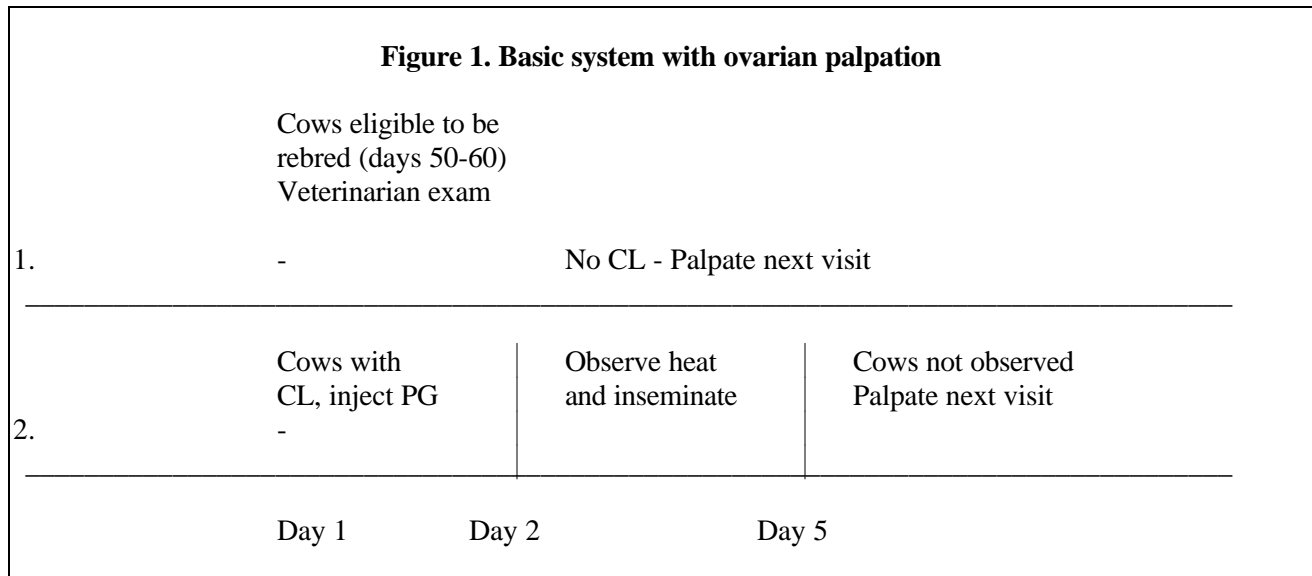 Figure 1. Basic system with ovarian palpation
Cows eligible to be
rebred (days 50-60)
Veterinarian exam
1. - No CL - Palpate next visit
Cows with Observe heat Cows not observed
CL, inject PG and inseminate Palpate next visit
2. -
Day 1 Day 2 Day 5